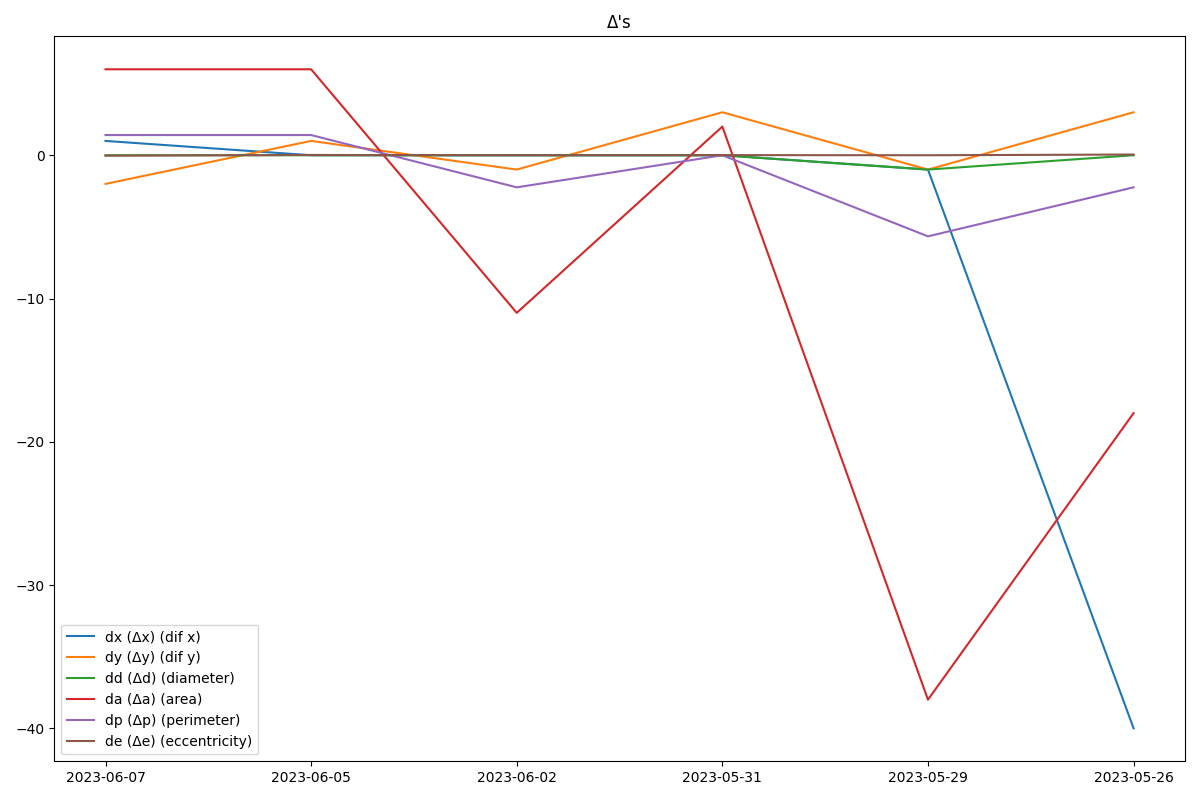 Δ's
0
−10
−20
−30
−40
dx (Δx) (dif x)
dy (Δy) (dif y)
dd (Δd) (diameter)
da (Δa) (area)
dp (Δp) (perimeter)
de (Δe) (eccentricity)
2023-06-07 2023-06-05 2023-06-02 2023-05-31 2023-05-29 2023-05-26